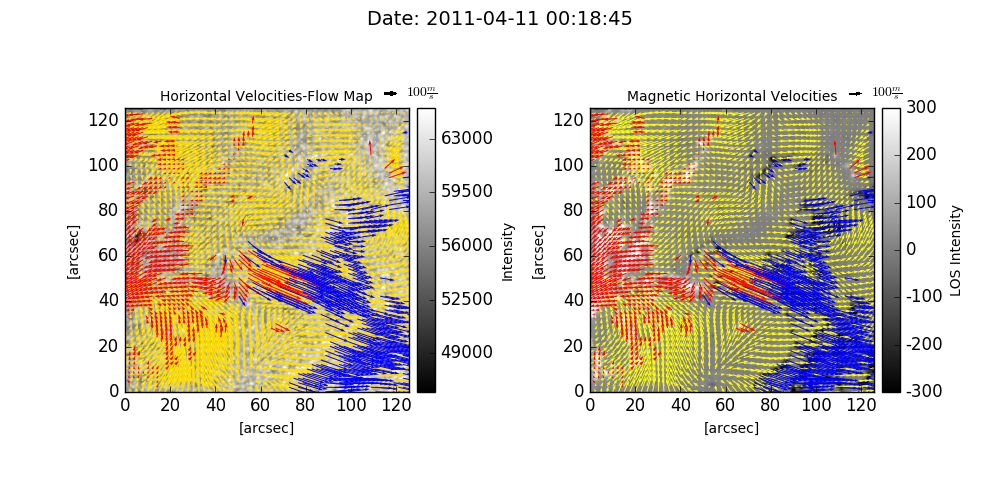 Date: 2011-04-11 00:18:45
Horizontal Velocities-Flow Map
100 m/s
120
100
80
60
40
20
0
0 20 40 60 80 100 120
[arcsec]
[arcsec]
63000
59500
56000
52500
49000
Intensity
Magnetic Horizontal Velocities
100 m/s
120
100
80
60
40
20
0
0 20 40 60 80 100 120
[arcsec]
[arcsec]
300
200
100
0
-100
-200
-300
LOS Intensity